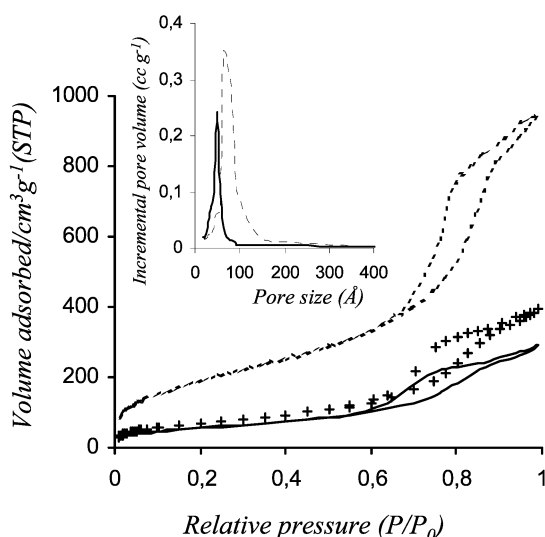 Incremental pore volume (cc g-1)
0,4
0,3
0,2
0,1
0
0 100 200 300 400
Pore size (Å)
Volume adsorbed/cm3g-1(STP)
1000
800
600
400
200
0
0 0,2 0,4 0,6 0,8 1
Relative pressure (P/P0)